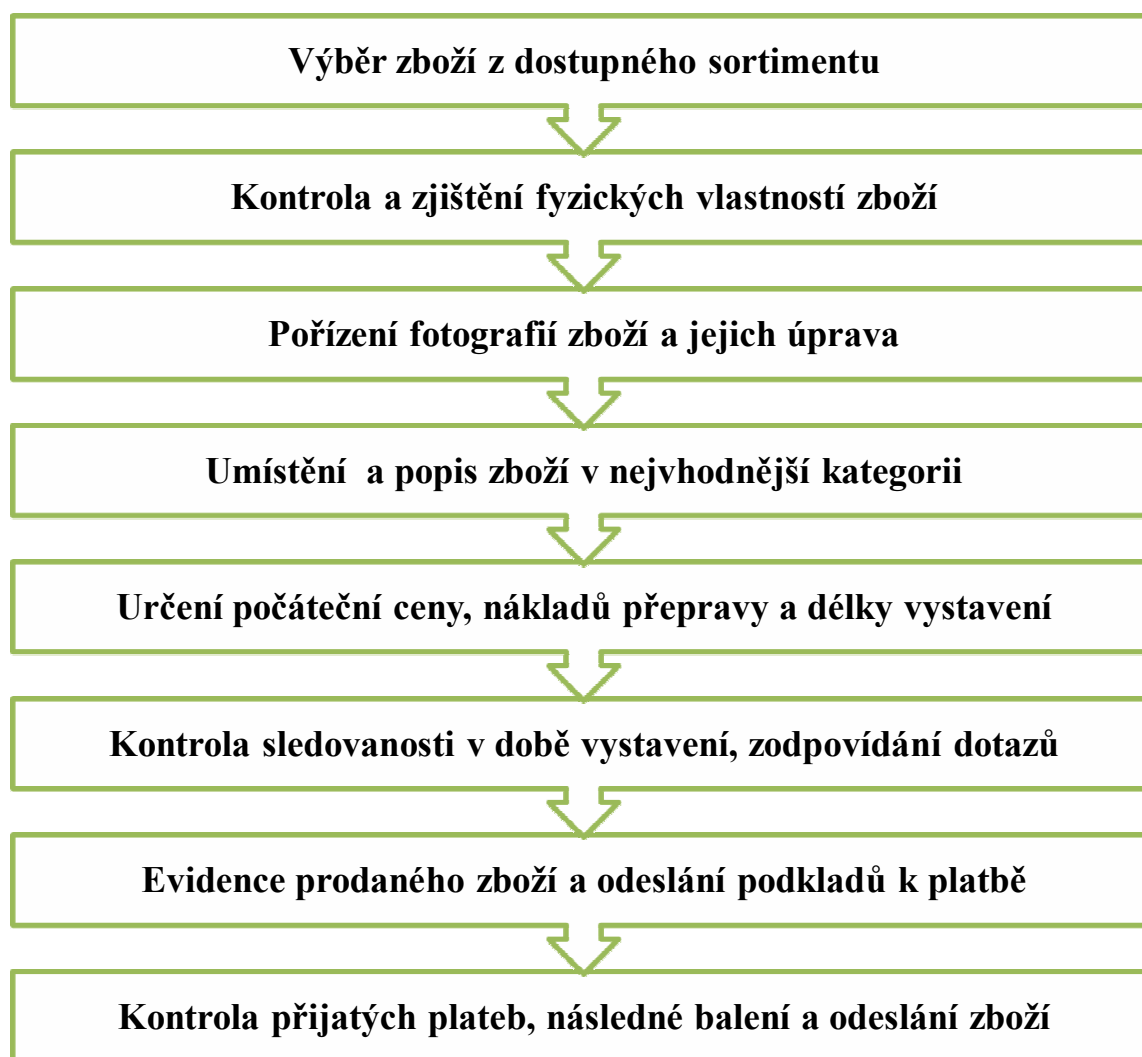 Výběr zboží z dostupného sortimentu
Kontrola a zjištění fyzických vlastností zboží
Pořízení fotografií zboží a jejich úprava
Umístění  a popis zboží v nejvhodnější kategorii
Určení počáteční ceny, nákladů přepravy a délky vystavení
Kontrola sledovanosti v době vystavení, zodpovídání dotazů
Evidence prodaného zboží a odeslání podkladů k platbě
Kontrola přijatých plateb, následné balení a odeslání zboží